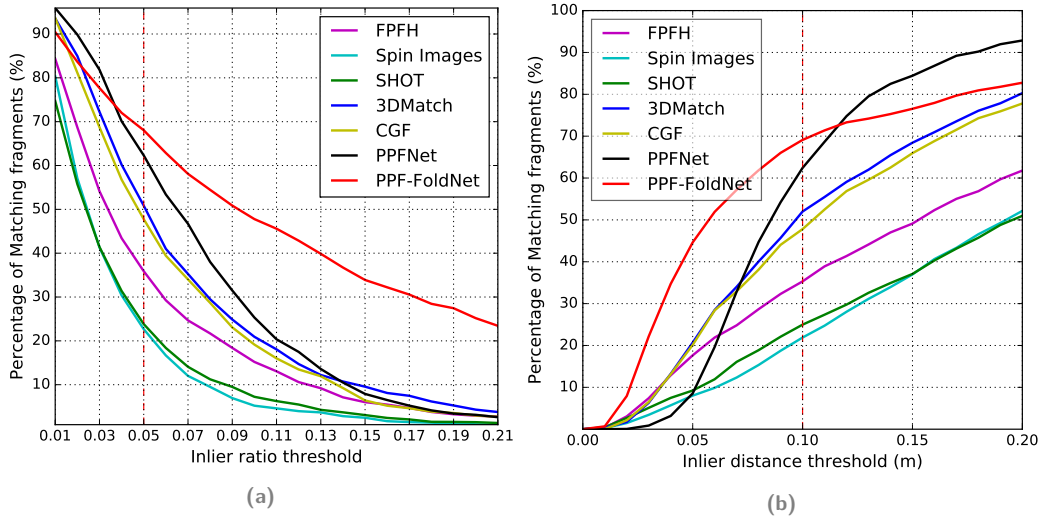 Percentage of Matching fragments (%)
90
80
70
60
50
40
30
20
10
0.01 0.03 0.05 0.07 0.09 0.11 0.13 0.15 0.17 0.19 0.21
Inlier ratio threshold
FPFH
Spin Images
SHOT
3DMatch
CGF
PPFNet
PPF-FoldNet
(a)
Percentage of Matching fragments (%)
100
90
80
70
60
50
40
30
20
10
0
0.00 0.05 0.10 0.15 0.20
Inlier distance threshold (m)
FPFH
Spin Images
SHOT
3DMatch
CGF
PPFNet
PPF-FoldNet
(b)